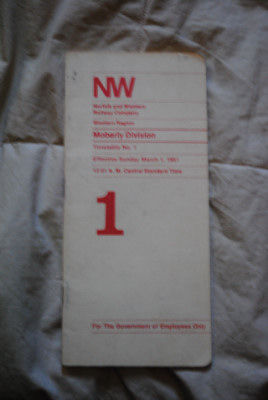 NW
Norfolk and Western
Railway Company
Western Region
Moberly Division
Timetable No. 1
Effective Sunday March 1, 1981
12:01 A. M. Central Standard Time
1
For The Government of Employees Only